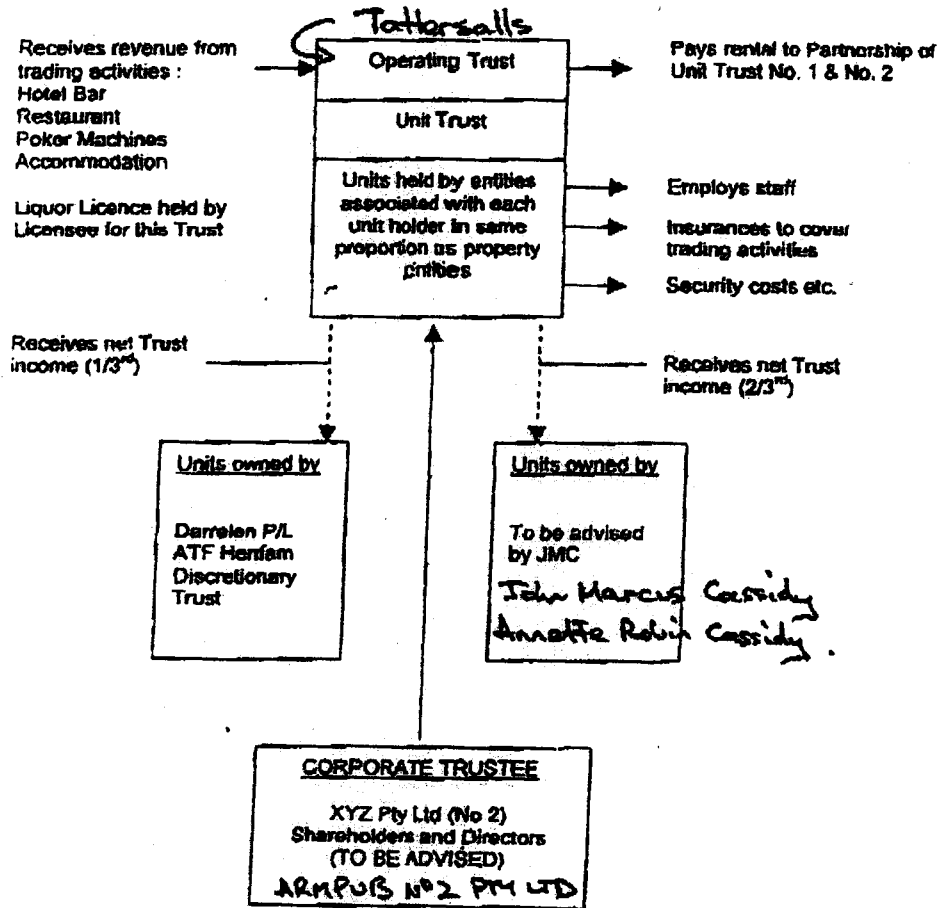 Tattersalls
Receives revenue from
trading activities :
Hotel Bar
Restaurant
Poker Machines
Accommodation
Liquor Licence held by
Licensee for this Trust
Operating Trust
Unit Trust
Units held by entities
associated with each
unit holder in same
proportion as property
entities
Pays rental to Partnership of
Unit Trust No. 1 & No. 2
Employs staff
Insurances to cover
trading activities
Security costs etc.
Receives net Trust
income (1/3rd)
Receives net Trust
income (2/3rd)
Units owned by
Darrelen P/L
ATF Henfam
Discretionary
Trust
Units owned by
To be advised
by JMC
John Marcus Cassidy
Annette Robin Cassidy.
CORPORATE TRUSTEE
XYZ Pty Ltd (No 2)
Shareholders and Directors
(TO BE ADVISED)
ARMPUB No 2 PTY LTD